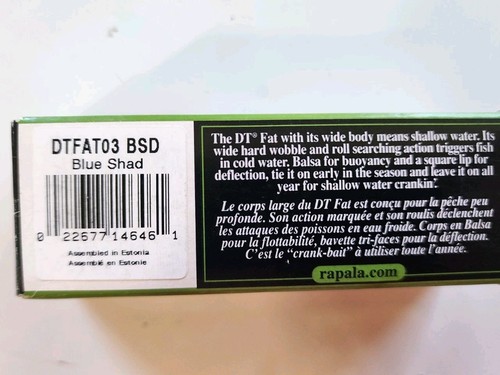 DTFAT03 BSD
Blue Shad
0 22577 14646 1
Assembled in Estonia
Assemblé en Estonie
The DT® Fat with its wide body means shallow water. Its
wide hard wobble and roll searching action triggers fish
in cold water. Balsa for buoyancy and a square lip for
deflection, tie it on early in the season and leave it on all
year for shallow water crankin'.
Le corps large du DT Fat est conçu pour la pêche peu
profonde. Son action marquée et son roulis déclenchent
les attaques des poissons en eau froide. Corps en Balsa
pour la flottabilité, bavette tri-faces pour la déflection.
C'est le "crank-bait" à utiliser toute l'année.
rapala.com